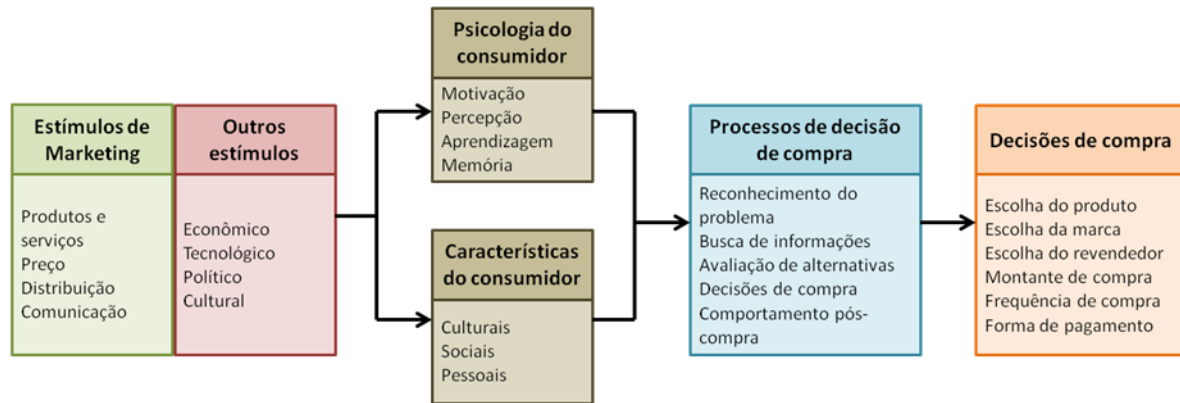 Estímulos de
Marketing
Produtos e
serviços
Preço
Distribuição
Comunicação
Outros
estímulos
Econômico
Tecnológico
Político
Cultural
Psicologia do
consumidor
Motivação
Percepção
Aprendizagem
Memória
Características
do consumidor
Culturais
Sociais
Pessoais
Processos de decisão
de compra
Reconhecimento do
problema
Busca de informações
Avaliação de alternativas
Decisões de compra
Comportamento pós-
compra
Decisões de compra
Escolha do produto
Escolha da marca
Escolha do revendedor
Montante de compra
Frequência de compra
Forma de pagamento